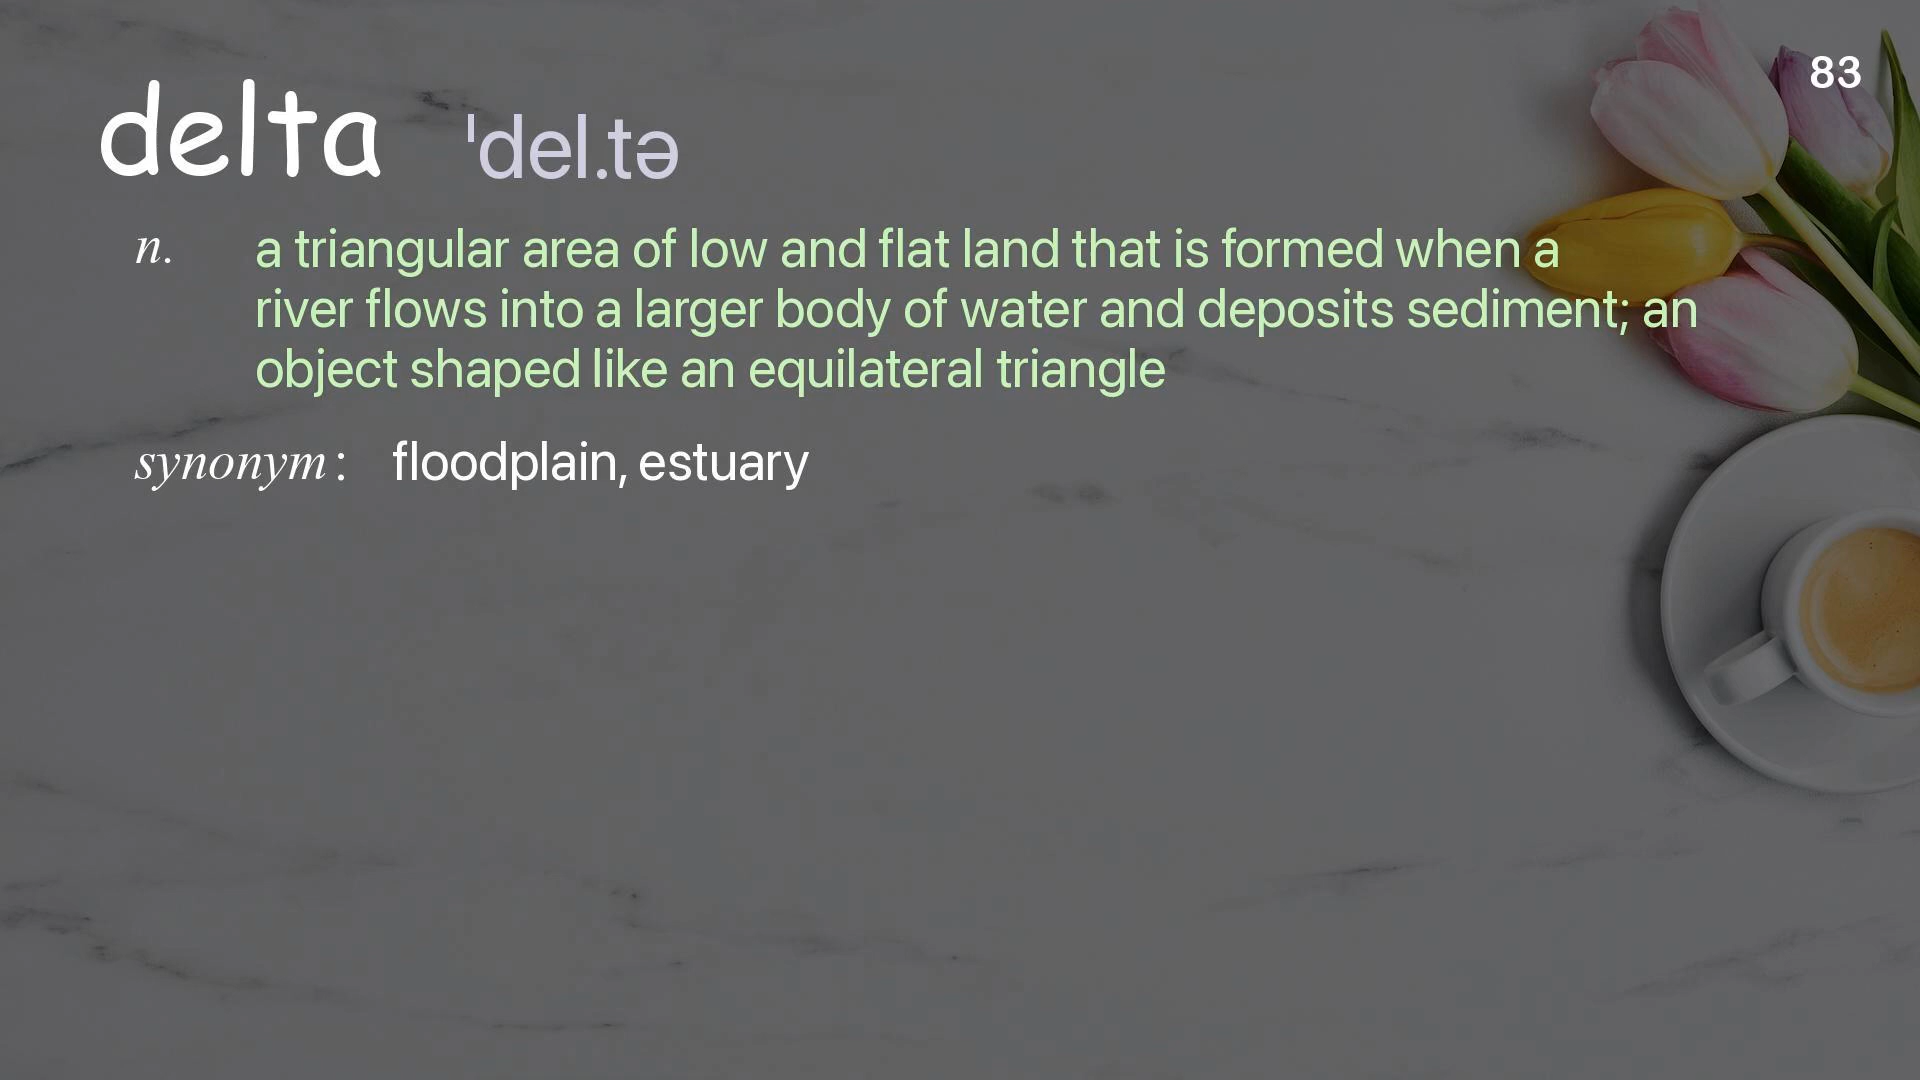 83
delta ˈdel.tə
n. a triangular area of low and flat land that is formed when a
river flows into a larger body of water and deposits sediment; an
object shaped like an equilateral triangle
synonym: floodplain, estuary